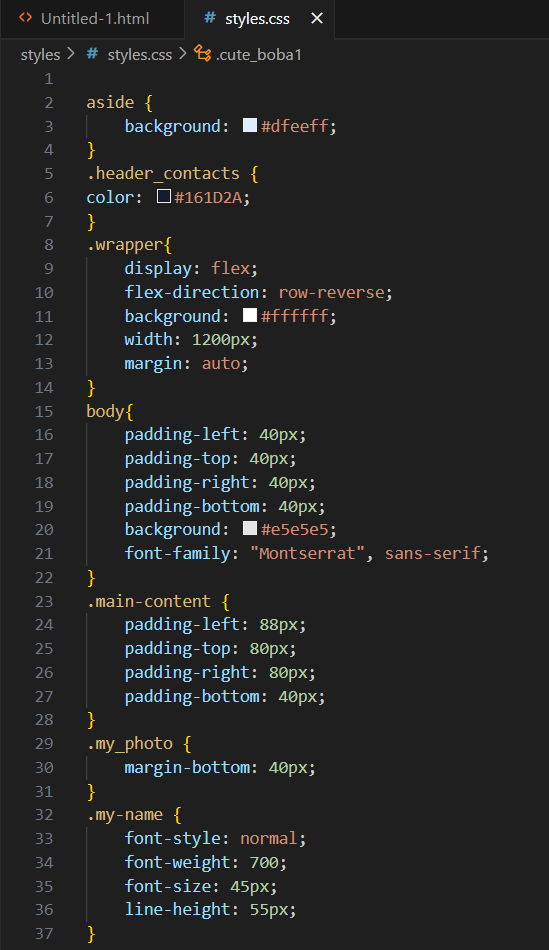 Untitled-1.html styles.css
styles > # styles.css > .cute_boba1
1
2 aside {
3 background: #dfeeff;
4 }
5 .header_contacts {
6 color: #161D2A;
7 }
8 .wrapper{
9 display: flex;
10 flex-direction: row-reverse;
11 background: #ffffff;
12 width: 1200px;
13 margin: auto;
14 }
15 body{
16 padding-left: 40px;
17 padding-top: 40px;
18 padding-right: 40px;
19 padding-bottom: 40px;
20 background: #e5e5e5;
21 font-family: "Montserrat", sans-serif;
22 }
23 .main-content {
24 padding-left: 88px;
25 padding-top: 80px;
26 padding-right: 80px;
27 padding-bottom: 40px;
28 }
29 .my_photo {
30 margin-bottom: 40px;
31 }
32 .my-name {
33 font-style: normal;
34 font-weight: 700;
35 font-size: 45px;
36 line-height: 55px;
37 }